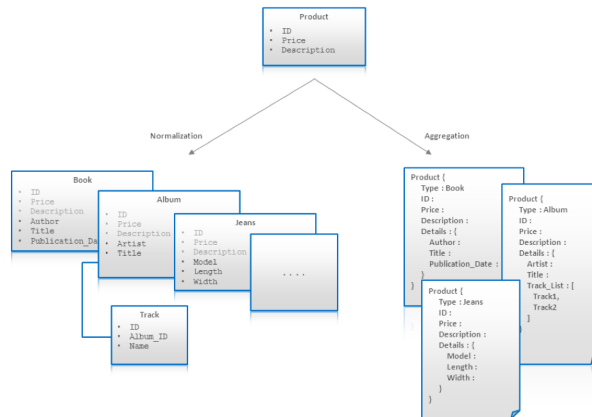 Product
• ID
• Price
• Description
Normalization
Aggregation
Book
• ID
• Price
• Description
• Author
• Title
• Publication_Da
Album
• ID
• Price
• Description
• Artist
• Title
Jeans
• ID
• Price
• Description
• Model
• Length
• Width
. . . .
Track
• ID
• Album_ID
• Name
Product {
Type : Book
ID :
Price :
Description :
Details : {
Author :
Title :
Publication_Date :
}
}
Product {
Type : Album
ID :
Price :
Description :
Details : {
Artist :
Title :
Track_List : [
Track1,
Track2
]
}
}
Product {
Type : Jeans
ID :
Price :
Description :
Details : {
Model :
Length :
Width :
}
}